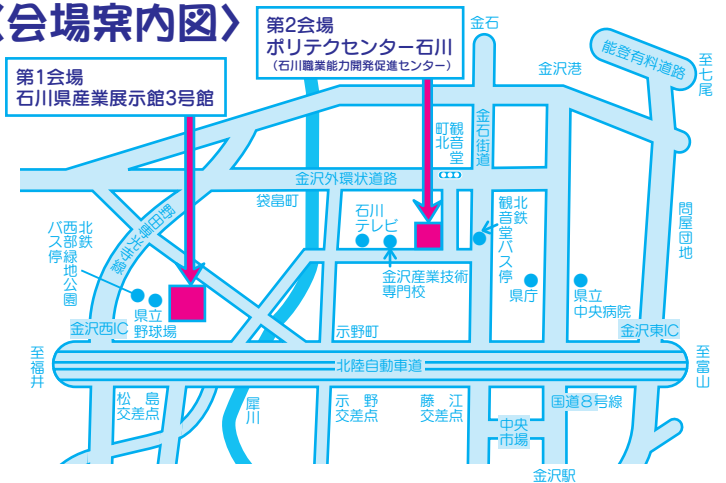 〈会場案内図〉
第1会場
石川県産業展示館3号館
第2会場
ポリテクセンター石川
（石川職業能力開発促進センター）
金石
金沢港
能登有料道路
至七尾
金石街道
観音堂
町北
金沢外環状道路
袋畠町
野田専光寺線
石川
テレビ
北鉄
観音堂バス停
問屋団地
北鉄
西部緑地公園
バス停
金沢産業技術
専門校
県庁
県立
中央病院
県立
野球場
金沢西IC
示野町
金沢東IC
至福井
北陸自動車道
至富山
松島
交差点
犀川
示野
交差点
藤江
交差点
国道8号線
中央
市場
金沢駅